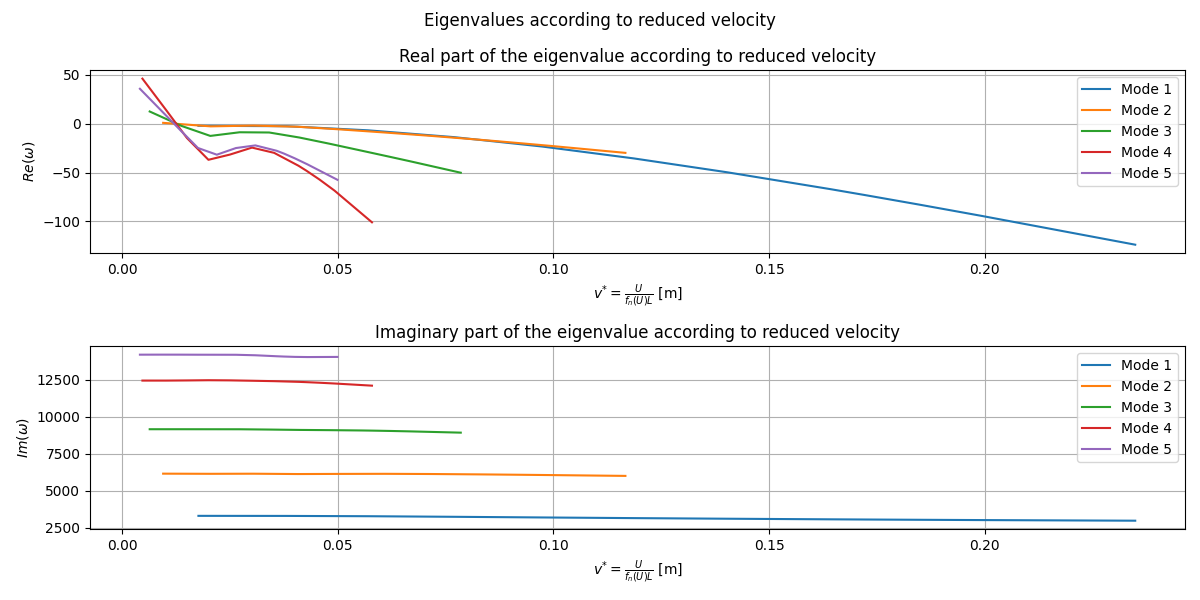 Eigenvalues according to reduced velocity
Real part of the eigenvalue according to reduced velocity
50
0
−50
−100
Re(ω)
Mode 1
Mode 2
Mode 3
Mode 4
Mode 5
0.00 0.05 0.10 0.15 0.20
v* = U/fₙ(U)L [m]
Imaginary part of the eigenvalue according to reduced velocity
12500
10000
7500
5000
2500
Im(ω)
Mode 1
Mode 2
Mode 3
Mode 4
Mode 5
0.00 0.05 0.10 0.15 0.20
v* = U/fₙ(U)L [m]